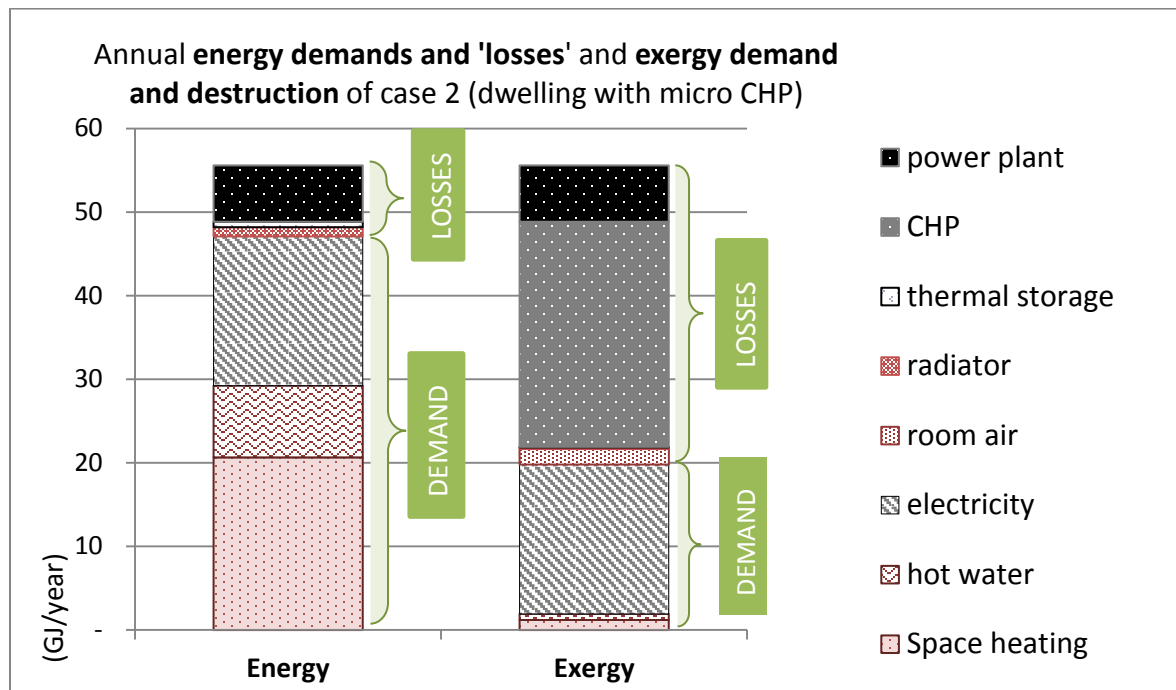 Annual energy demands and 'losses' and exergy demand
and destruction of case 2 (dwelling with micro CHP)
60
50
40
30
20
10
-
(GJ/year)
LOSSES
DEMAND
LOSSES
DEMAND
Energy
Exergy
power plant
CHP
thermal storage
radiator
room air
electricity
hot water
Space heating